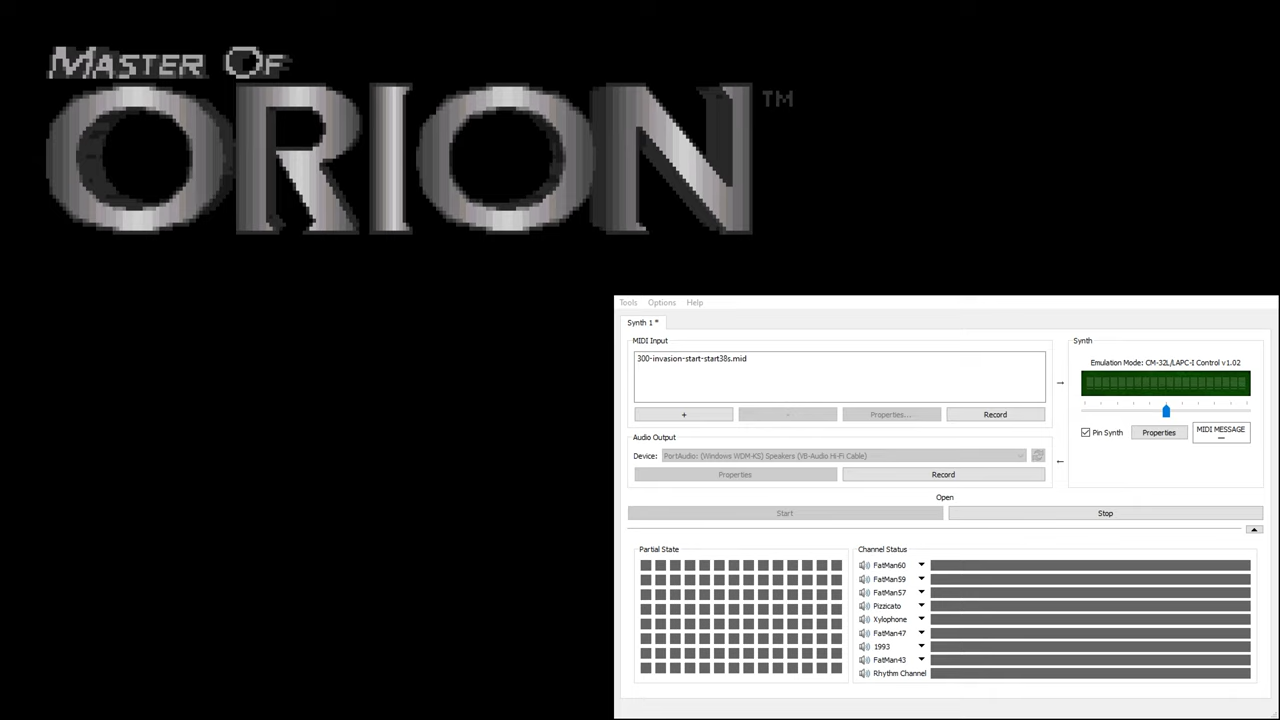 MASTER OF
ORION ™
Tools Options Help
Synth 1 *
MIDI Input
300-invasion-start-start38s.mid
+ - Properties... Record
Audio Output
Device: PortAudio: (Windows WDM-KS) Speakers (VB-Audio Hi-Fi Cable)
Properties Record
Synth
Emulation Mode: CM-32L/LAPC-I Control v1.02
Pin Synth Properties MIDI MESSAGE
Open
Start Stop
Partial State
Channel Status
FatMan60
FatMan59
FatMan57
Pizzicato
Xylophone
FatMan47
1993
FatMan43
Rhythm Channel